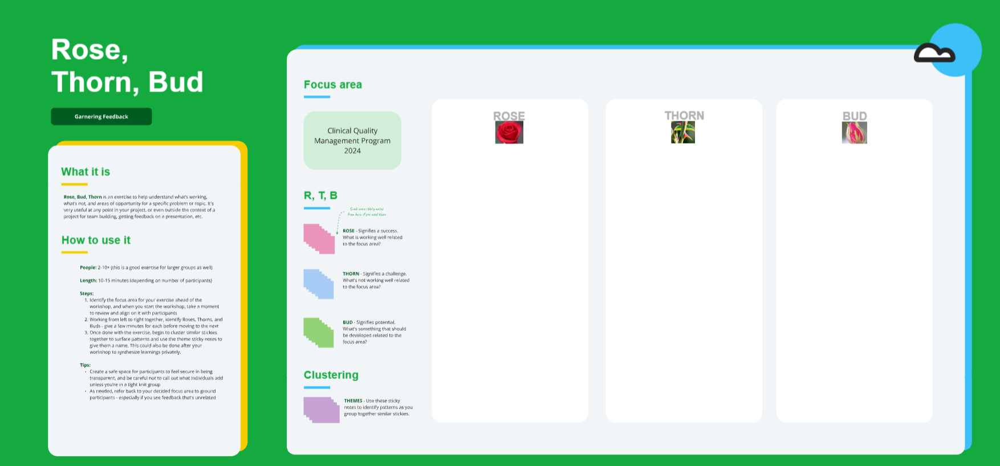 Rose,
Thorn, Bud
Garnering Feedback
What it is
Rose, Bud, Thorn is an exercise to help understand what's working,
what's not, and areas of opportunity for a specific problem or topic. It's
very useful at any point in your project, or even outside the context of a
project for team building, getting feedback on a presentation, etc.
How to use it
People: 2-10+ (this is a good exercise for larger groups as well)
Length: 10-15 minutes (depending on number of participants)
Steps:
1. Identify the focus area for your exercise ahead of the
workshop, and when you start the workshop, take a moment
to review and align on it with participants
2. Working from left to right together, identify Roses, Thorns, and
Buds - give a few minutes for each before moving to the next
3. Once done with the exercise, begin to cluster similar stickies
together to surface patterns and use the theme sticky notes to
give them a name. This could also be done after your
workshop to synthesize learnings privately.
Tips:
• Create a safe space for participants to feel secure in being
transparent, and be careful not to call out what individuals add
unless you're in a tight knit group
• As needed, refer back to your decided focus area to ground
participants - especially if you see feedback that's unrelated
Focus area
Clinical Quality
Management Program
2024
R, T, B
Grab more sticky notes
from here if you need them
ROSE - Signifies a success.
What is working well related
to the focus area?
THORN - Signifies a challenge.
What's not working well related
to the focus area?
BUD - Signifies potential.
What's something that should
be developed related to the
focus area?
Clustering
THEMES - Use these sticky
notes to identify patterns as you
group together similar stickies.
ROSE
THORN
BUD